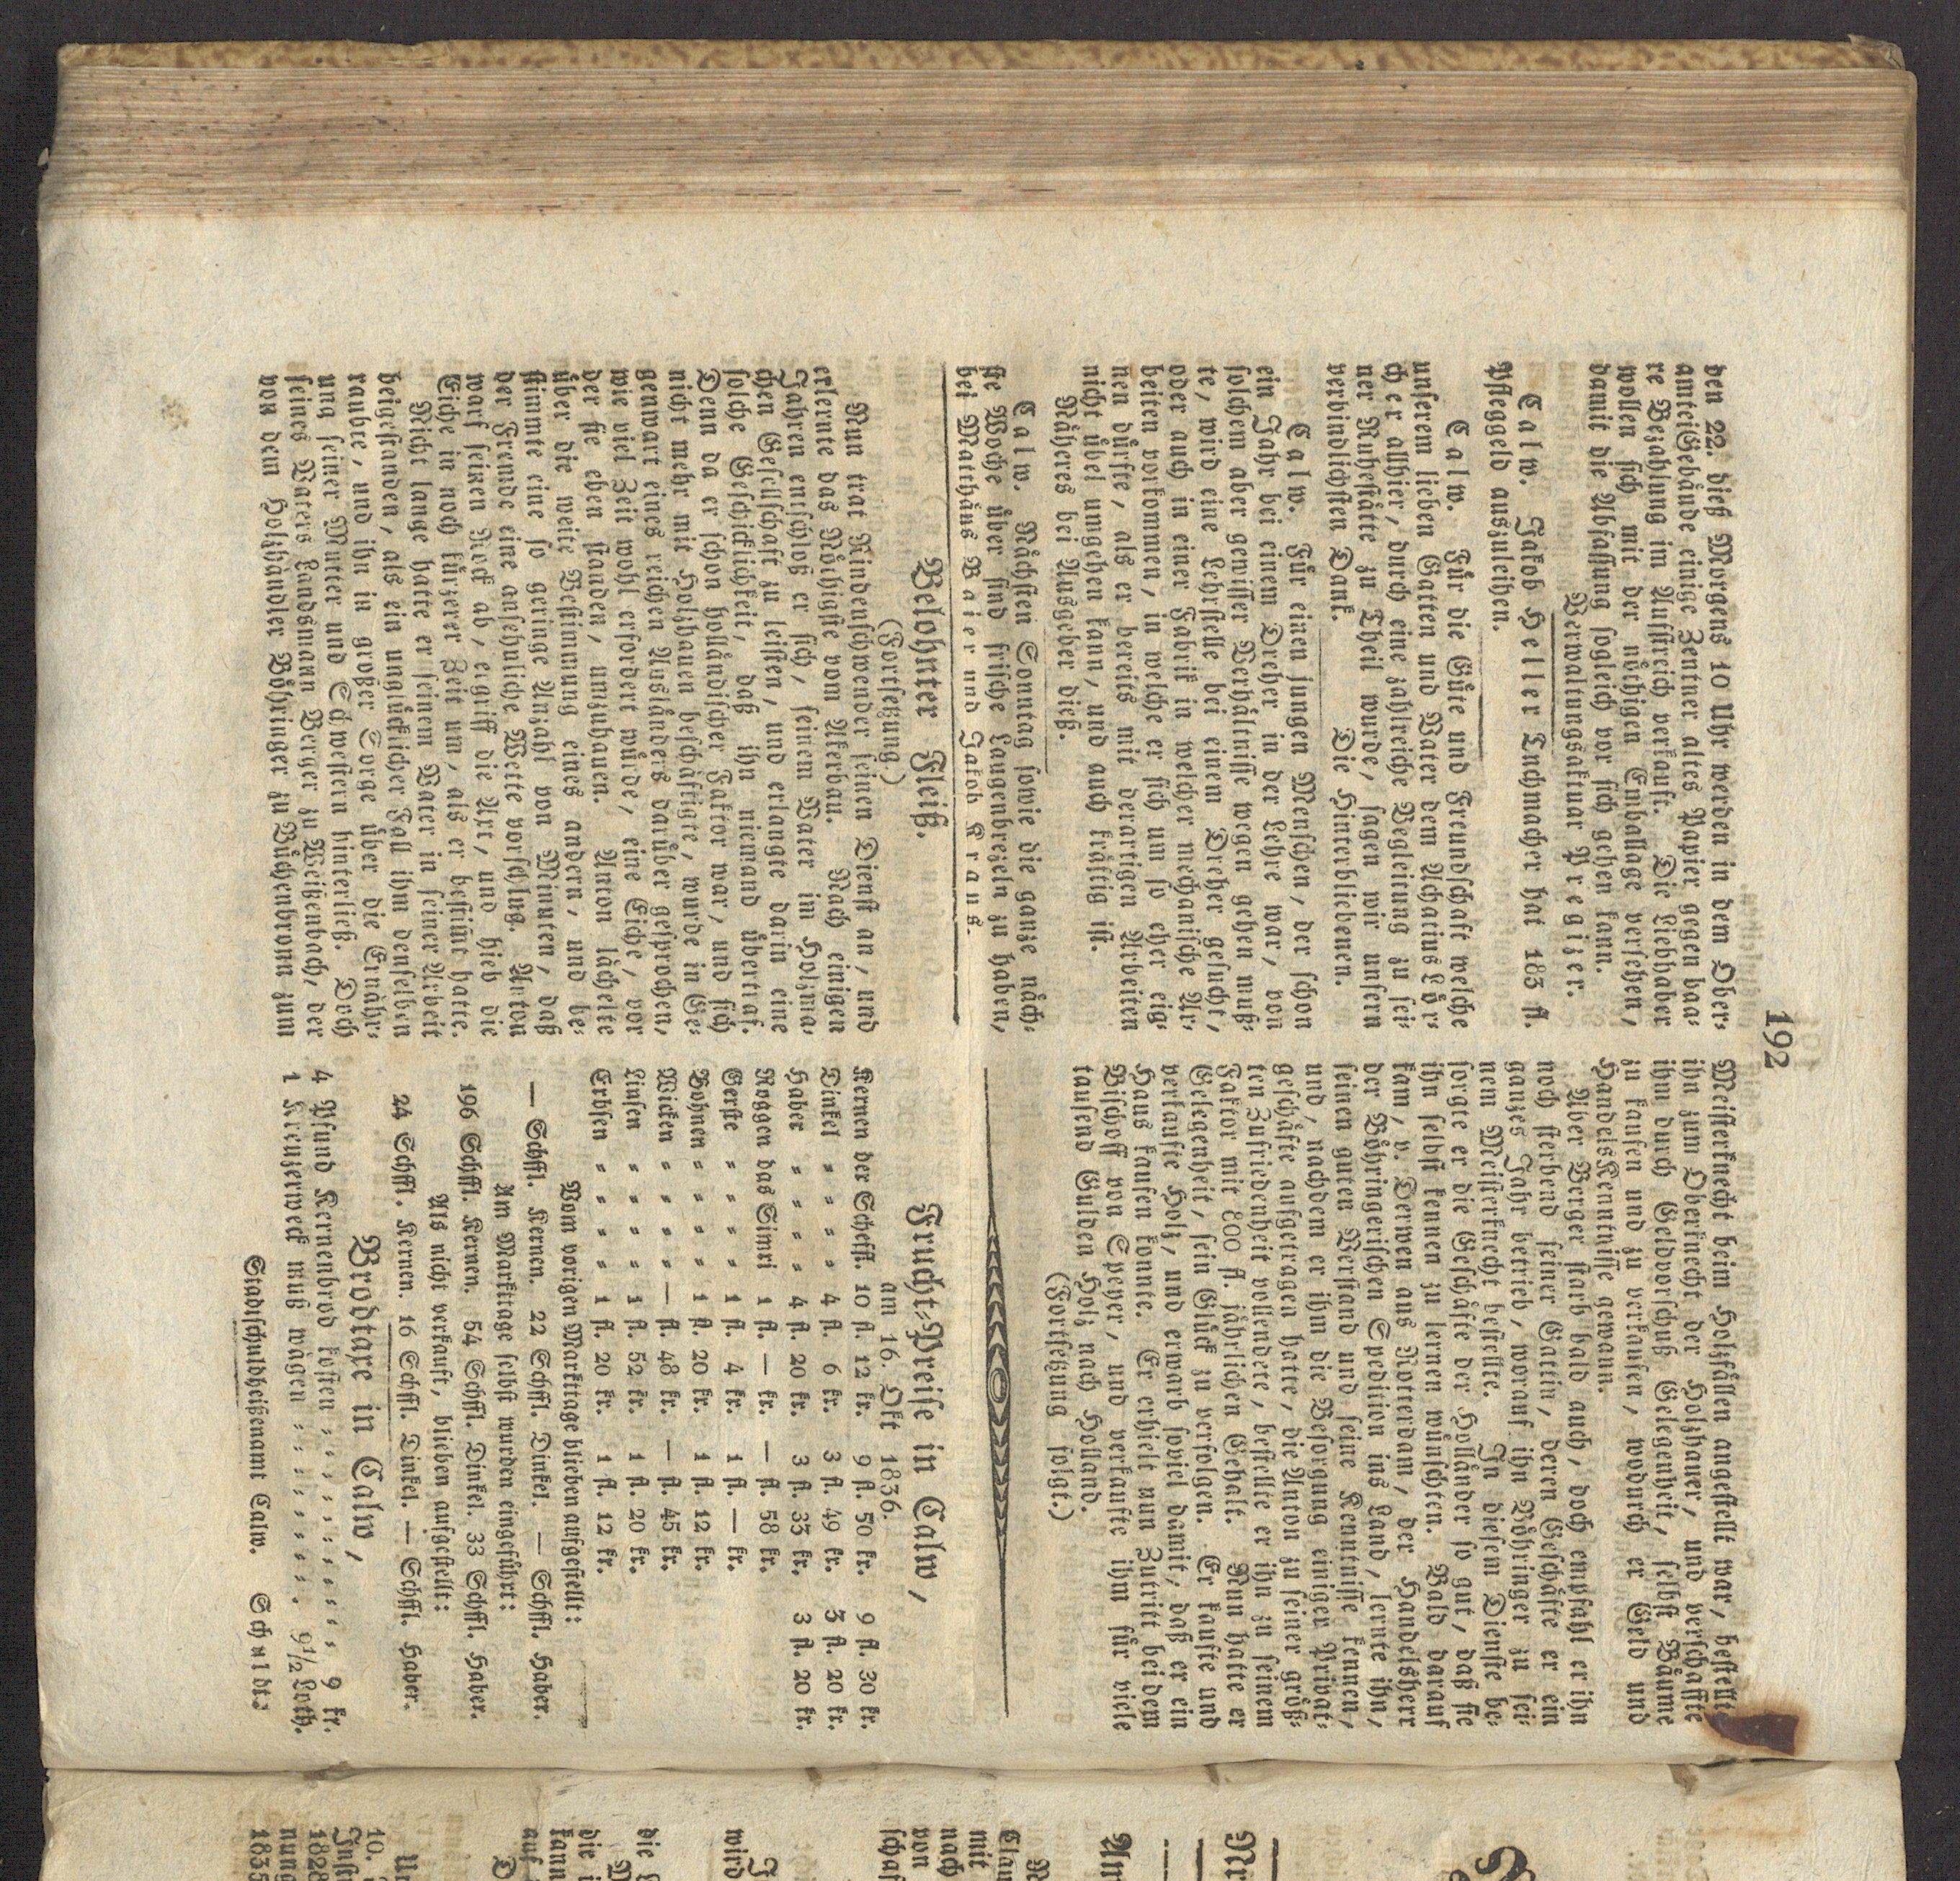 192
den 22. dieß Morgens 10 Uhr werden in dem Ober-
amteiGebäude einige Zentner altes Papier gegen baa-
re Bezahlung im Aufstreich verkauft. Die Liebhaber
wollen sich mit der nöthigen Emballage versehen,
damit die Abfassung sogleich vor sich gehen kann.
Verwaltungsaktuar Pregizer.
Calw. Jakob Heller Tuchmacher hat 183 fl.
Pfleggeld auszuleihen.
Calw. Für die Güte und Freundschaft welche
unserem lieben Gatten und Vater dem Achatius Lör-
cher allhier, durch eine zahlreiche Begleitung zu sei-
ner Ruhestätte zu Theil wurde, sagen wir unsern
verbindlichsten Dank. Die Hinterbliebenen.
Calw. Für einen jungen Menschen, der schon
ein Jahr bei einem Dreher in der Lehre war, von
solchem aber gewisser Verhältnisse wegen gehen muß-
te, wird eine Lehrstelle bei einem Dreher gesucht,
oder auch in einer Fabrik in welcher mechanische Ar-
beiten vorkommen, in welche er sich um so eher eig-
nen dürfte, als er bereits mit derartigen Arbeiten
nicht übel umgehen kann, und auch kräftig ist.
Näheres bei Ausgeber dieß.
Calw. Nächsten Sonntag sowie die ganze näch-
ste Woche über sind frische Laugenbrezeln zu haben,
bei Matthäus Baier und Jakob Kraus.
Belohnter Fleiß.
(Fortsetzung.)
Nun trat Rindenschwender seinen Dienst an, und
erlernte das Nöthigste vom Akerbau. Nach einigen
Jahren entschloß er sich, seinem Vater im Holzma-
chen Gesellschaft zu leisten, und erlangte darin eine
solche Geschicklichkeit, daß ihn niemand übertraf.
Denn da er schon holländischer Faktor war, und sich
nicht mehr mit Holzhauen beschäftigte, wurde in Ge-
genwart eines reichen Ausländers darüber gesprochen,
wie viel Zeit wohl erfordert würde, eine Eiche, vor
der sie eben standen, umzuhauen. Anton lächelte
über die weite Bestimmung eines andern, und be-
stimmte eine so geringe Anzahl von Minuten, daß
der Fremde eine ansehnliche Wette vorschlug. Anton
warf seinen Rock ab, ergriff die Axt, und hieb die
Eiche in noch kürzerer Zeit um, als er bestimt hatte.
Nicht lange hatte er seinem Vater in seiner Arbeit
beigestanden, als ein unglücklicher Fall ihm denselben
raubte, und ihn in großer Sorge über die Ernähr-
ung seiner Mutter und Schwestern hinterließ. Doch
seines Vaters Landsmann Berger zu Reißenbach, der
von dem Holzhändler Böhringer zu Büchenbronn zum
Meisterknecht beim Holzfällen angestellt war, bestellte
ihn zum Oberknecht der Holzhauer, und verschaffte
ihm durch Geldvorschuß Gelegenheit, selbst Bäume
zu kaufen und zu verkaufen, wodurch er Geld und
HandelsKenntnisse gewann.
Aber Berger starb bald auch, doch empfahl er ihn
noch sterbend seiner Gattin, deren Geschäfte er ein
ganzes Jahr betrieb, worauf ihn Böhringer zu sei-
nem Meisterknecht bestellte. In diesem Dienste be-
sorgte er die Geschäfte der Holländer so gut, daß sie
ihn selbst kennen zu lernen wünschten. Bald darauf
kam, v. Derwen aus Rotterdam, der Handelsherr
der Böhringerischen Spedition ins Land, lernte ihn,
seinen guten Verstand und seine Kenntnisse kennen,
und, nachdem er ihm die Besorgung einiger Privat-
geschäfte aufgetragen hatte, die Anton zu seiner größ-
ten Zufriedenheit vollendete, bestellte er ihn zu seinem
Faktor mit 800 fl. jährlichen Gehalt. Nun hatte er
Gelegenheit, sein Glück zu verfolgen. Er kaufte und
verkaufte Holz, und erwarb soviel damit, daß er ein
Haus kaufen konnte. Er erhielt nun Zutritt bei dem
Bischoff von Speyer, und verkaufte ihm für viele
tausend Gulden Holz nach Holland.
(Fortsetzung folgt.)
Frucht-Preise in Calw,
am 16. Okt 1836.
Kernen der Scheffl. 10 fl. 12 kr. 9 fl. 50 kr. 9 fl. 30 kr.
Dinkel " " 4 fl. 6 kr. 3 fl. 49 kr. 3 fl. 20 kr.
Haber " " 4 fl. 20 kr. 3 fl. 33 kr. 3 fl. 20 kr.
Roggen das Simri 1 fl. — kr. — fl. 58 kr.
Gerste " " 1 fl. 4 kr. 1 fl. — kr.
Bohnen " " 1 fl. 20 kr. 1 fl. 12 kr.
Wicken " " — fl. 48 kr. — fl. 45 kr.
Linsen " " 1 fl. 52 kr. 1 fl. 20 kr.
Erbsen " " 1 fl. 20 kr. 1 fl. 12 kr.
Vom vorigen Markttage blieben aufgestellt:
— Schffl. Kernen. 22 Schffl. Dinkel. — Schffl. Haber.
Am Markttage selbst wurden eingeführt:
196 Schffl. Kernen. 54 Schffl. Dinkel. 33 Schffl. Haber.
Als nicht verkauft, blieben aufgestellt:
24 Schffl. Kernen. 16 Schffl. Dinkel. — Schffl. Haber.
Brodtaxe in Calw,
4 Pfund Kernenbrod kosten " " " " " " 9 kr.
1 Kreuzerweck muß wägen " " " " " " 9 1/2 Loth.
Stadtschuldheißenamt Calw. Schuldt.